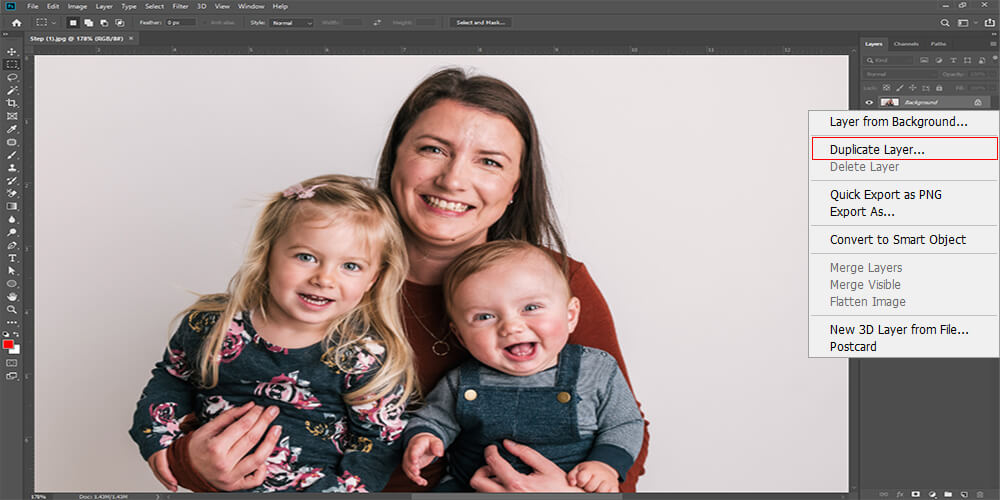 Ps File Edit Image Layer Type Select Filter 3D View Window Help
Feather: 0 px Anti-alias Style: Normal Width: Height: Select and Mask...
Step (1).jpg @ 178% (RGB/8#) ×
Layers Channels Paths
Kind
Normal Opacity:
Lock: Fill:
Background
Layer from Background...
Duplicate Layer...
Delete Layer
Quick Export as PNG
Export As...
Convert to Smart Object
Merge Layers
Merge Visible
Flatten Image
New 3D Layer from File...
Postcard
178% Doc: 1.43M/1.43M